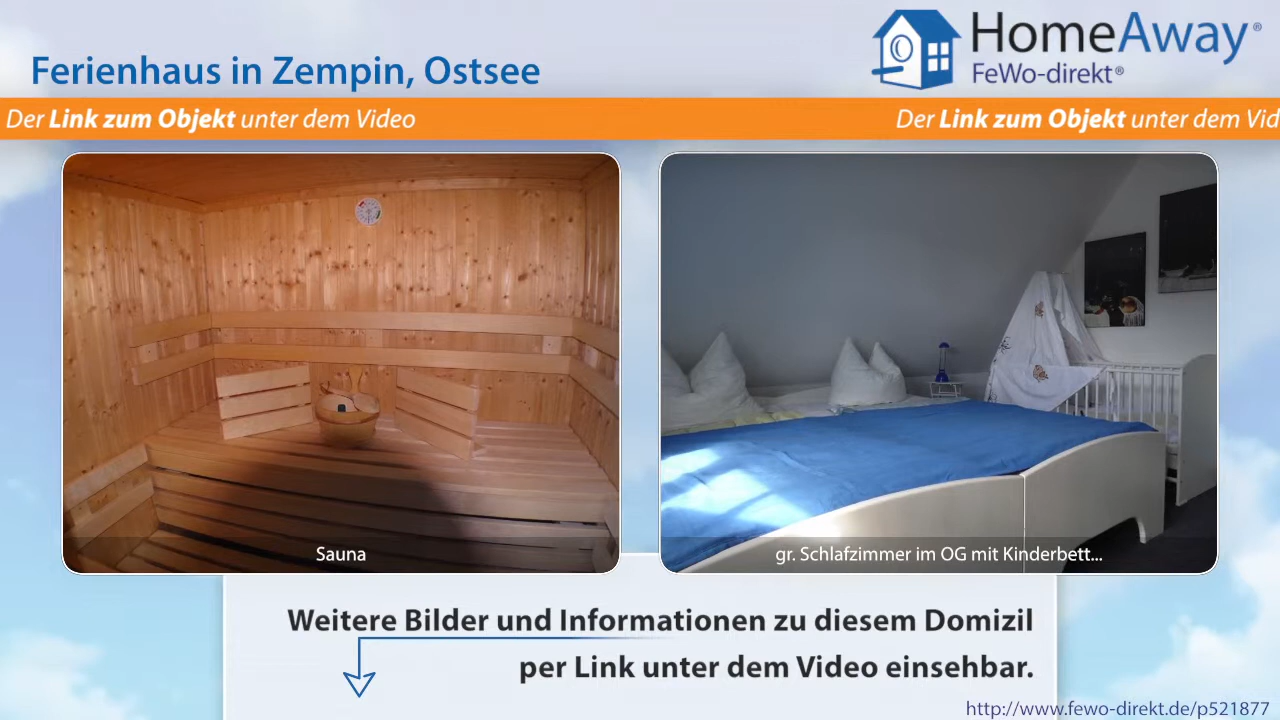 HomeAway®
FeWo-direkt®
Ferienhaus in Zempin, Ostsee
Der Link zum Objekt unter dem Video
Der Link zum Objekt unter dem Vid
Sauna
gr. Schlafzimmer im OG mit Kinderbett...
Weitere Bilder und Informationen zu diesem Domizil
per Link unter dem Video einsehbar.
http://www.fewo-direkt.de/p521877